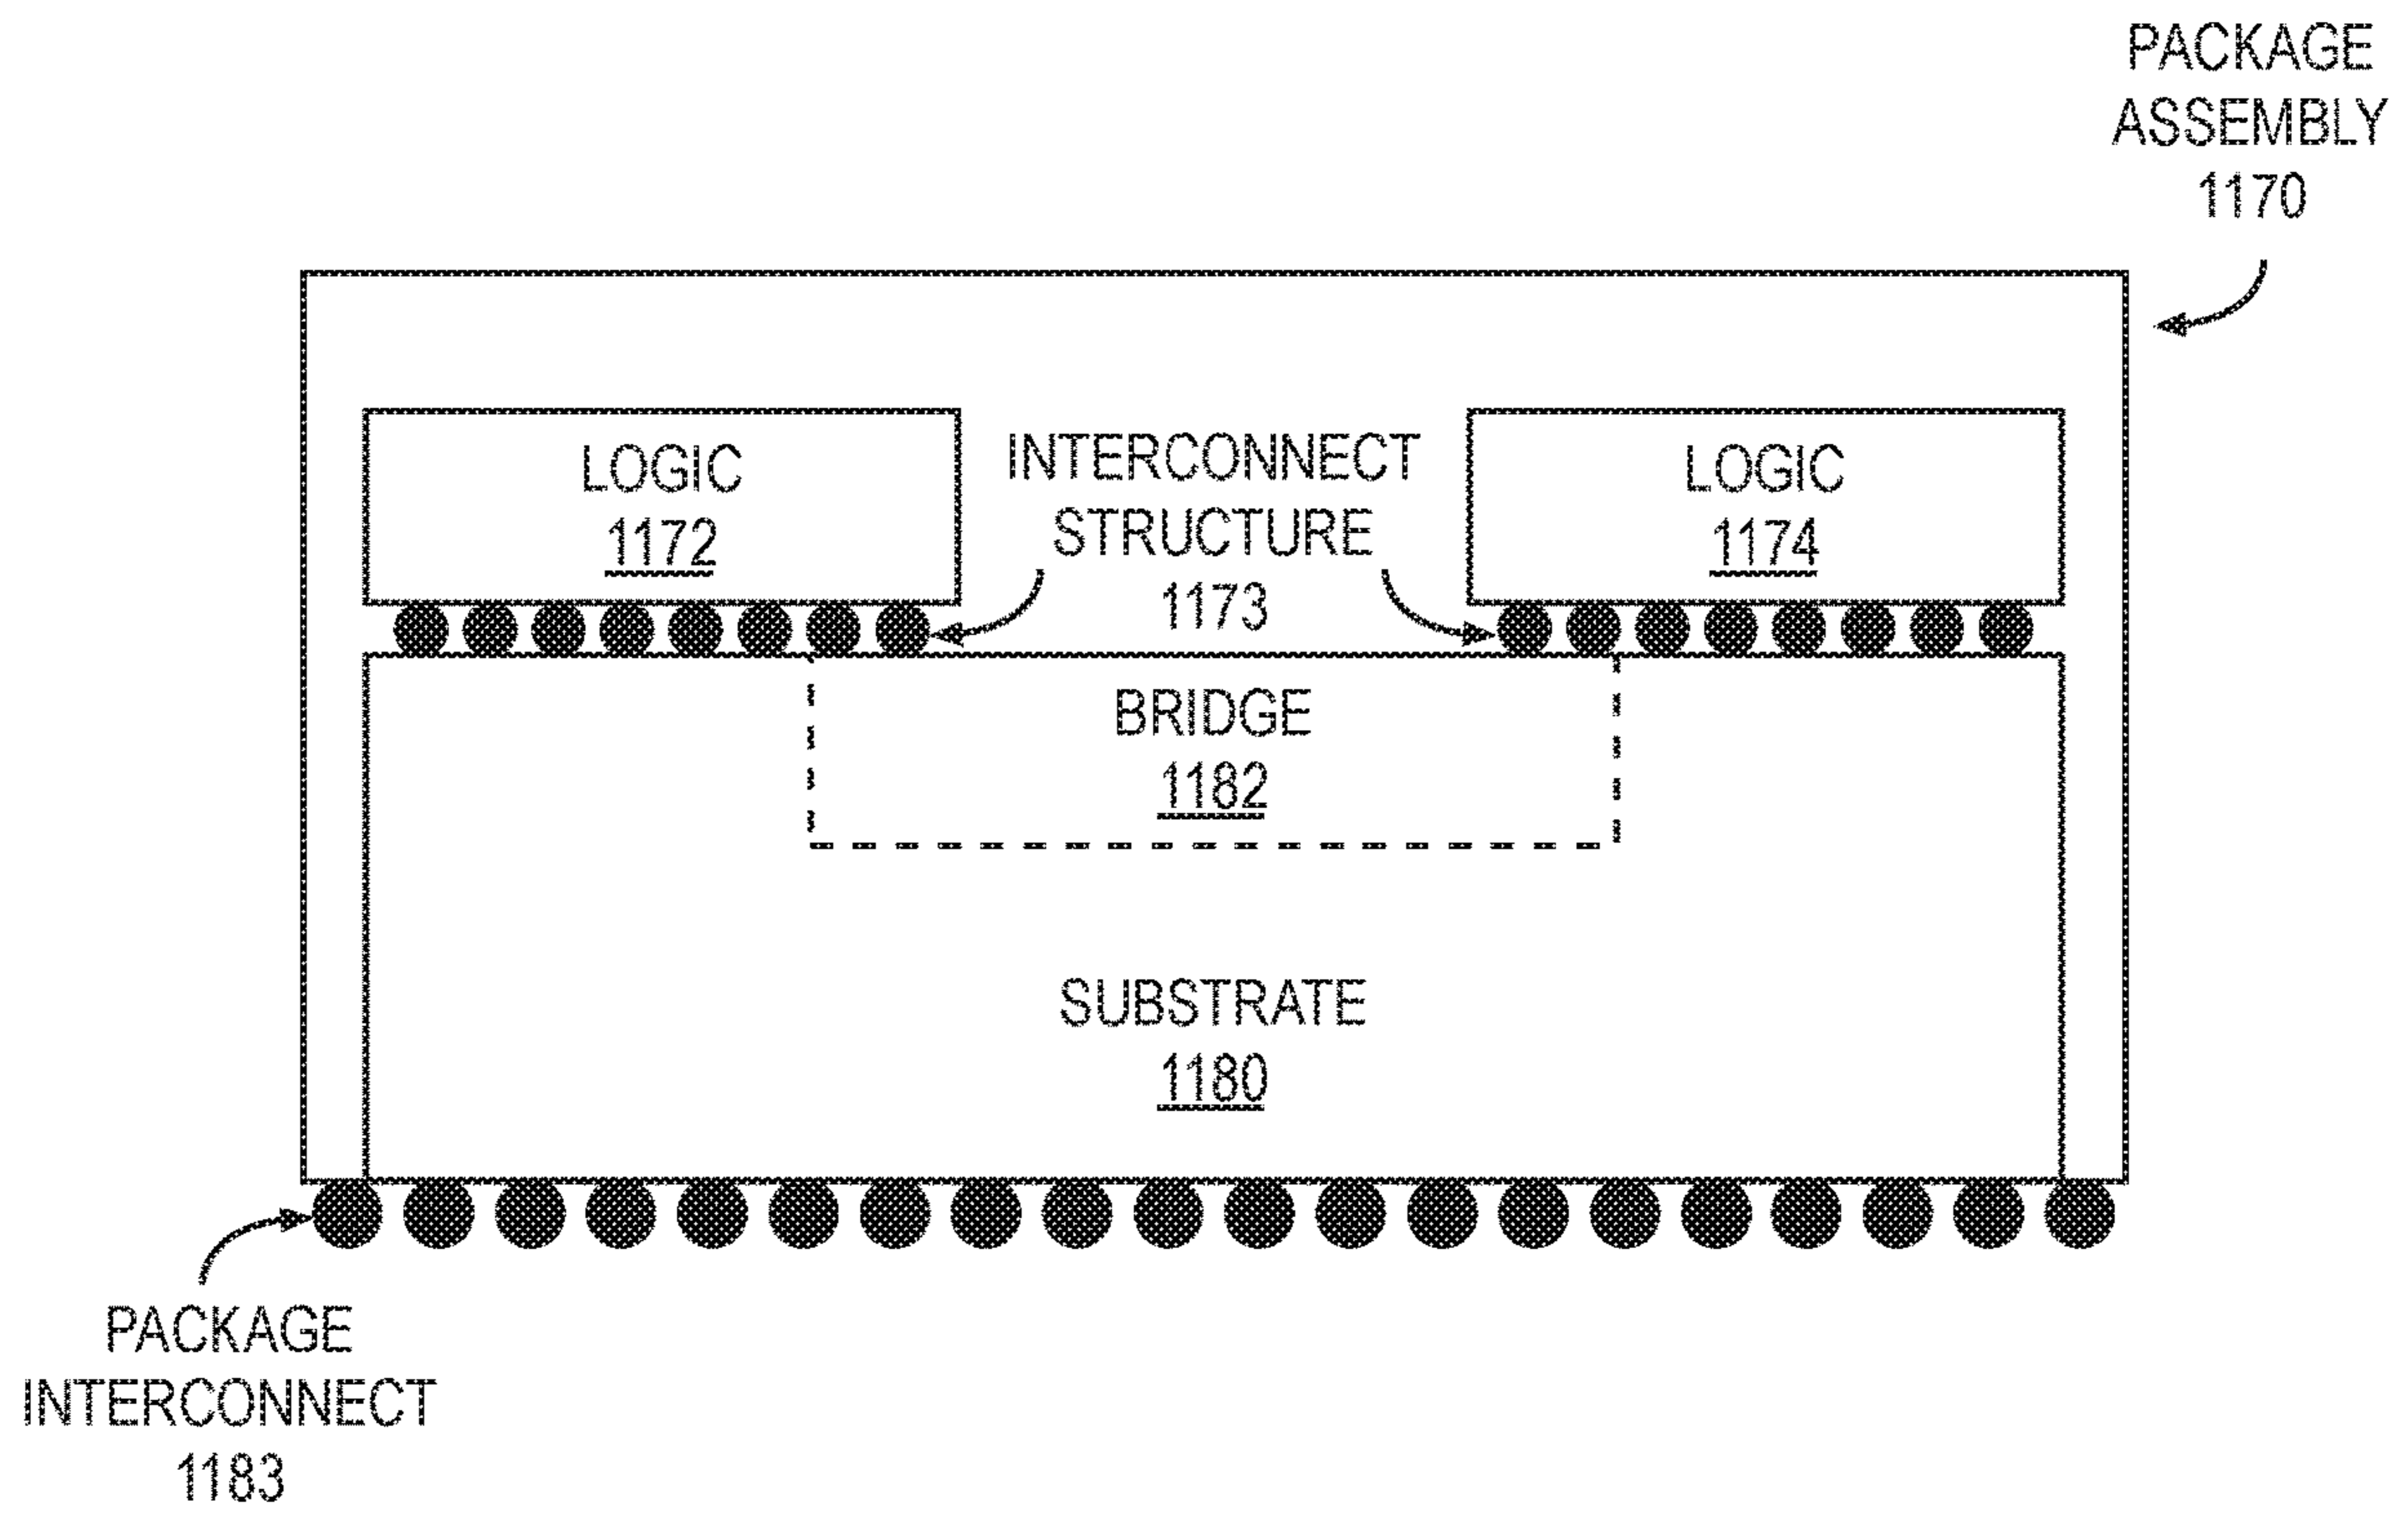 PACKAGE
ASSEMBLY
1170
LOGIC
1172
INTERCONNECT
STRUCTURE
1173
LOGIC
1174
BRIDGE
1182
SUBSTRATE
1180
PACKAGE
INTERCONNECT
1183